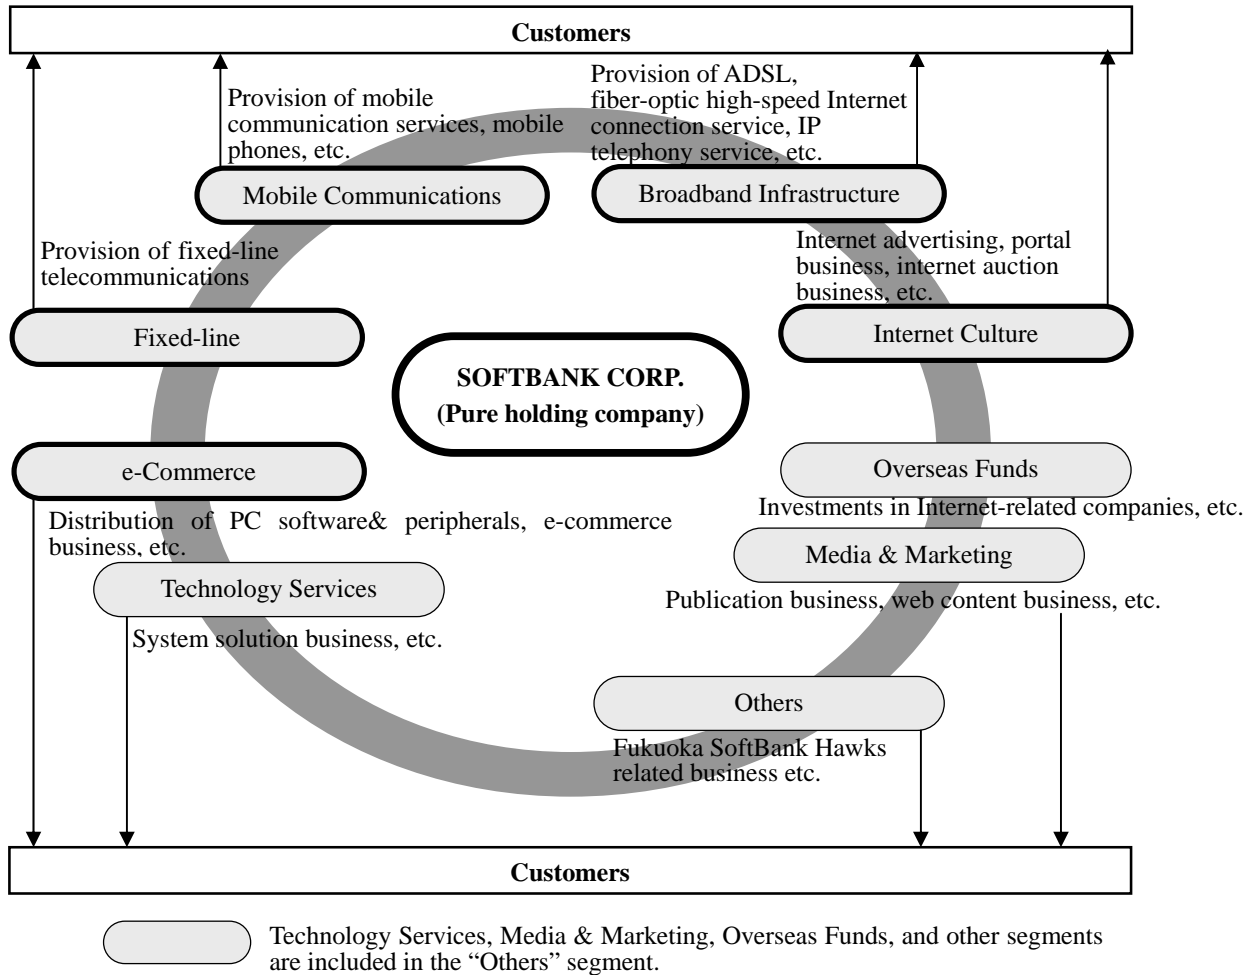 Customers
Provision of mobile
communication services, mobile
phones, etc.
Provision of ADSL,
fiber-optic high-speed Internet
connection service, IP
telephony service, etc.
Mobile Communications
Broadband Infrastructure
Provision of fixed-line
telecommunications
Internet advertising, portal
business, internet auction
business, etc.
Fixed-line
Internet Culture
SOFTBANK CORP.
(Pure holding company)
e-Commerce
Overseas Funds
Distribution of PC software& peripherals, e-commerce
business, etc.
Investments in Internet-related companies, etc.
Media & Marketing
Technology Services
Publication business, web content business, etc.
System solution business, etc.
Others
Fukuoka SoftBank Hawks
related business etc.
Customers
Technology Services, Media & Marketing, Overseas Funds, and other segments
are included in the “Others” segment.